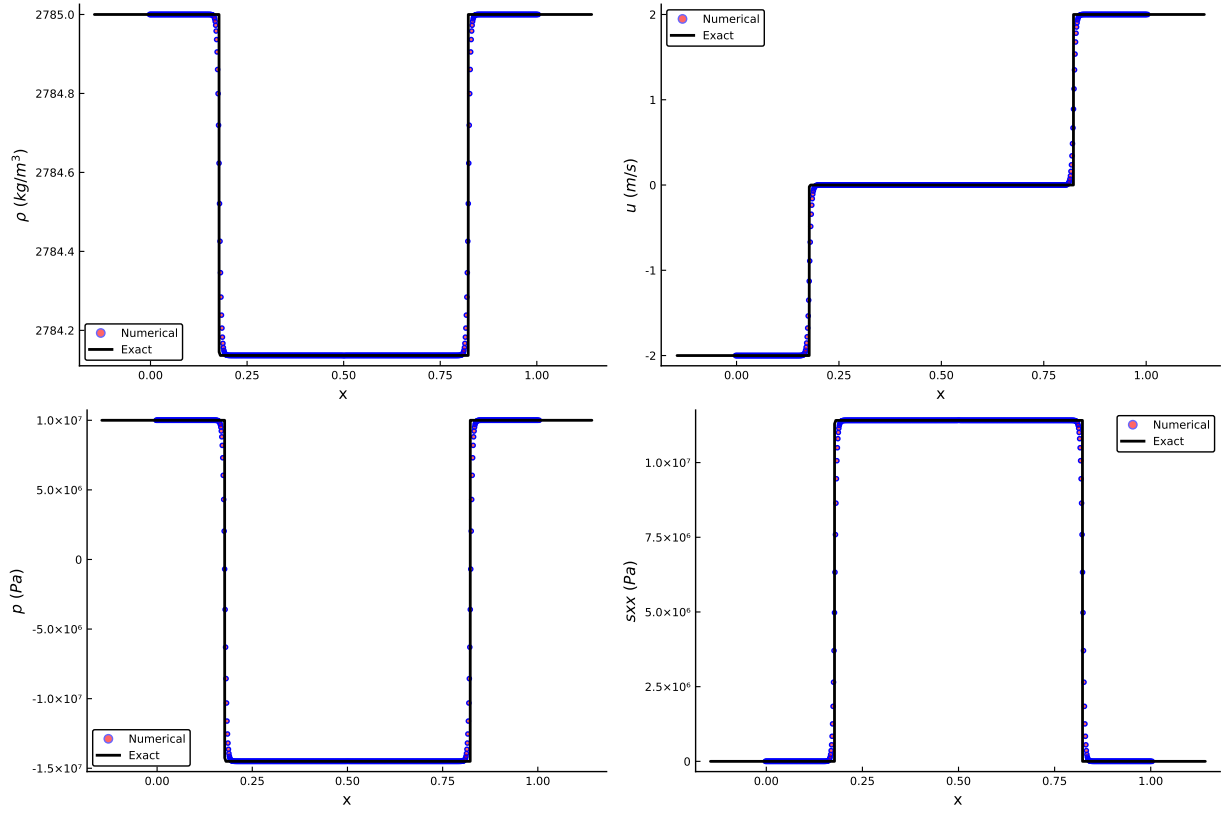 2785.0
2784.8
2784.6
2784.4
2784.2
ρ (kg/m³)
Numerical
Exact
0.00 0.25 0.50 0.75 1.00
x
2
1
0
-1
-2
u (m/s)
Numerical
Exact
0.00 0.25 0.50 0.75 1.00
x
1.0×10⁷
5.0×10⁶
0
-5.0×10⁶
-1.0×10⁷
-1.5×10⁷
p (Pa)
Numerical
Exact
0.00 0.25 0.50 0.75 1.00
x
1.0×10⁷
7.5×10⁶
5.0×10⁶
2.5×10⁶
0
sxx (Pa)
Numerical
Exact
0.00 0.25 0.50 0.75 1.00
x